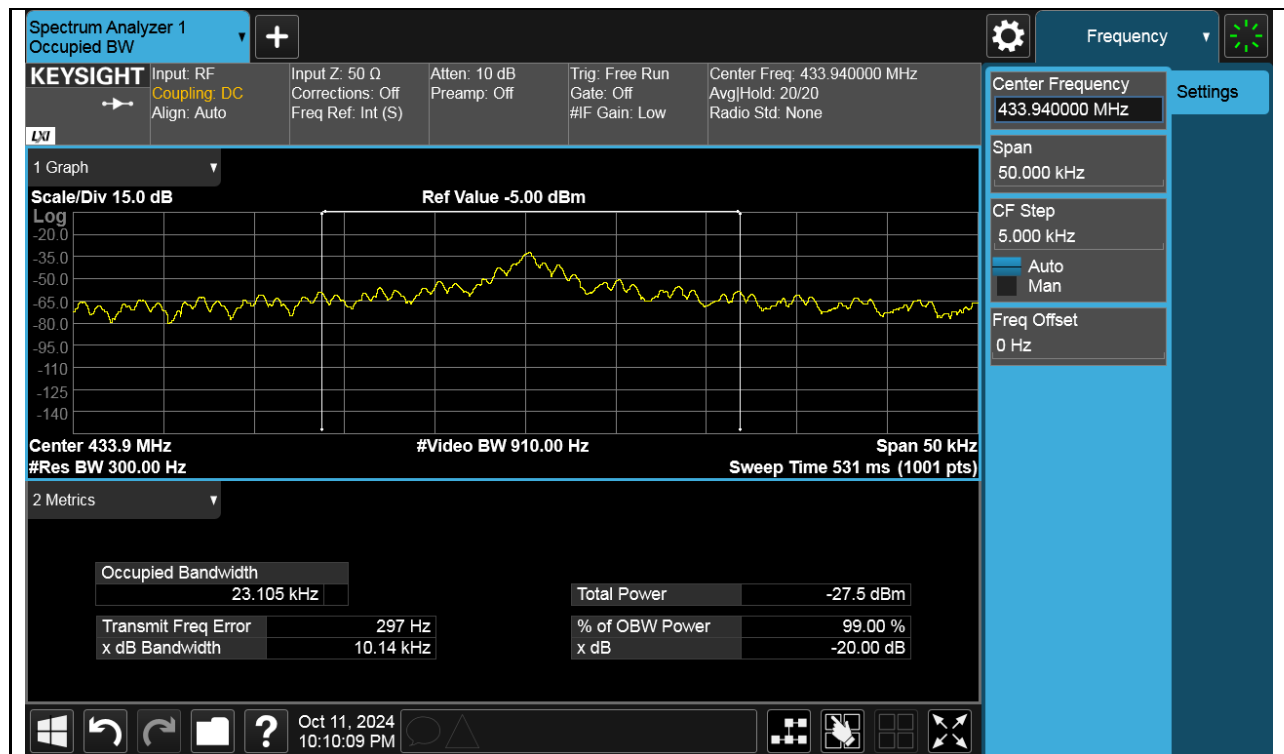 Spectrum Analyzer 1
Occupied BW
Frequency
KEYSIGHT
LXI
Input: RF
Coupling: DC
Align: Auto
Input Z: 50 Ω
Corrections: Off
Freq Ref: Int (S)
Atten: 10 dB
Preamp: Off
Trig: Free Run
Gate: Off
#IF Gain: Low
Center Freq: 433.940000 MHz
Avg|Hold: 20/20
Radio Std: None
Center Frequency
433.940000 MHz
Settings
Span
50.000 kHz
CF Step
5.000 kHz
Auto
Man
Freq Offset
0 Hz
1 Graph
Scale/Div 15.0 dB
Ref Value -5.00 dBm
Log
-20.0
-35.0
-50.0
-65.0
-80.0
-95.0
-110
-125
-140
Center 433.9 MHz
#Video BW 910.00 Hz
Span 50 kHz
#Res BW 300.00 Hz
Sweep Time 531 ms (1001 pts)
2 Metrics
Occupied Bandwidth
23.105 kHz
Total Power -27.5 dBm
Transmit Freq Error 297 Hz
% of OBW Power 99.00 %
x dB Bandwidth 10.14 kHz
x dB -20.00 dB
?
Oct 11, 2024
10:10:09 PM